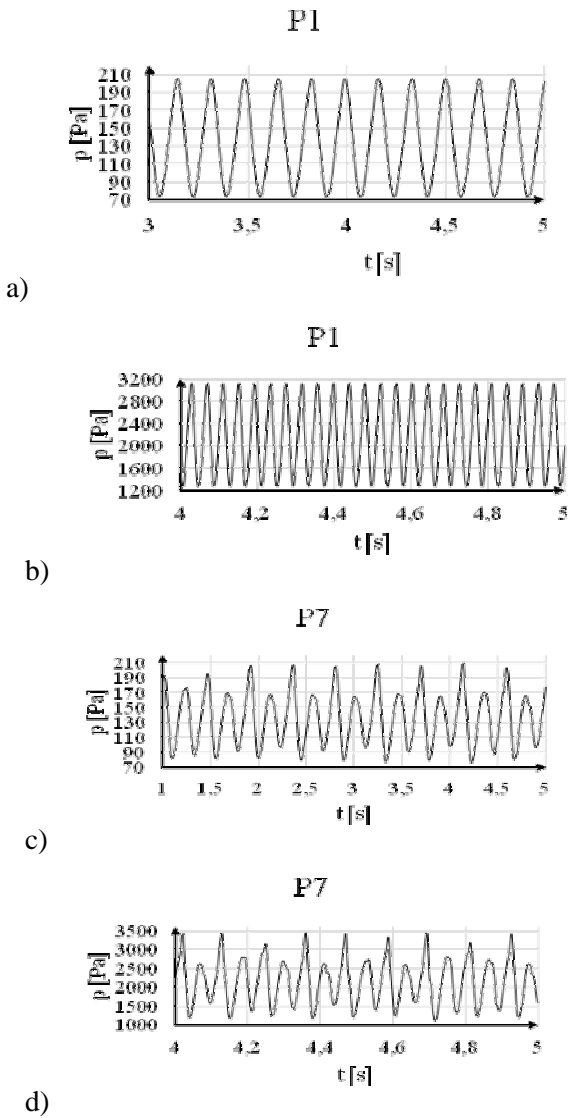 P1
210
190
170
150
130
110
90
70
p [Pa]
3 3,5 4 4,5 5
t [s]
a)
P1
3200
2800
2400
2000
1600
1200
p [Pa]
4 4,2 4,4 4,6 4,8 5
t [s]
b)
P7
210
190
170
150
130
110
90
70
p [Pa]
1 1,5 2 2,5 3 3,5 4 4,5 5
t [s]
c)
P7
3500
3000
2500
2000
1500
1000
p [Pa]
4 4,2 4,4 4,6 4,8 5
t [s]
d)